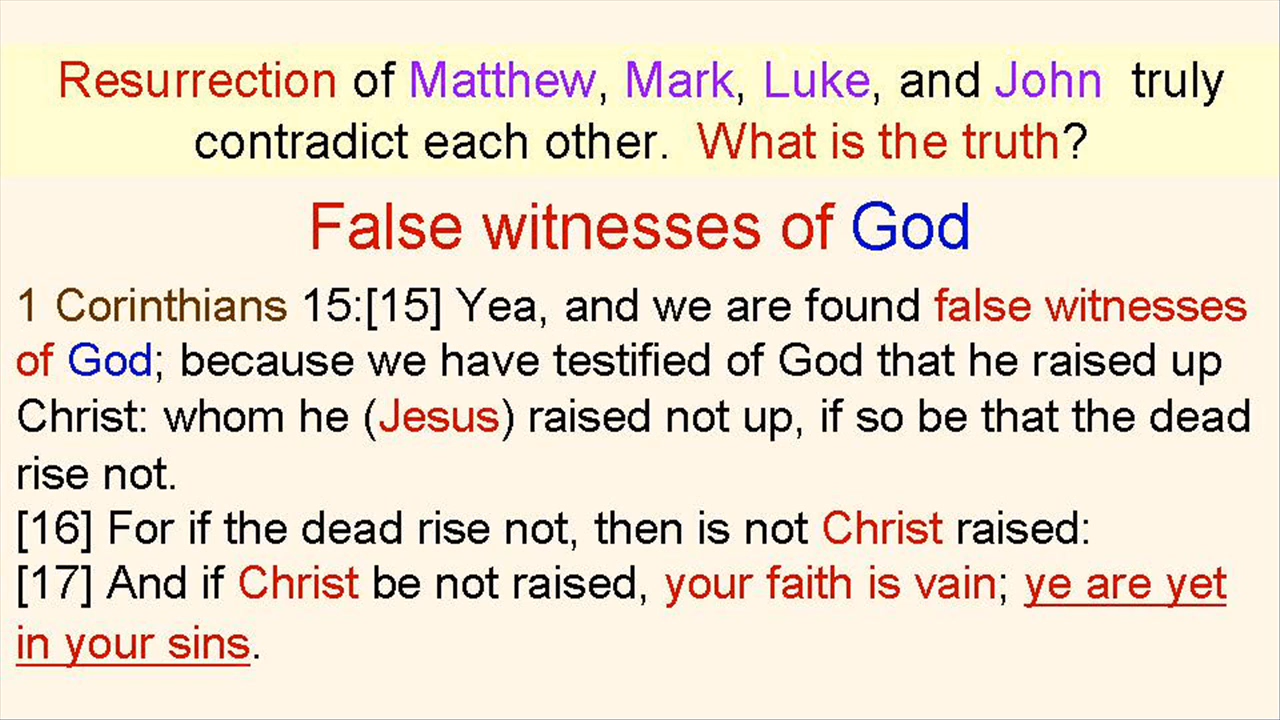 Resurrection of Matthew, Mark, Luke, and John truly
contradict each other. What is the truth?
False witnesses of God
1 Corinthians 15:[15] Yea, and we are found false witnesses
of God; because we have testified of God that he raised up
Christ: whom he (Jesus) raised not up, if so be that the dead
rise not.
[16] For if the dead rise not, then is not Christ raised:
[17] And if Christ be not raised, your faith is vain; ye are yet
in your sins.